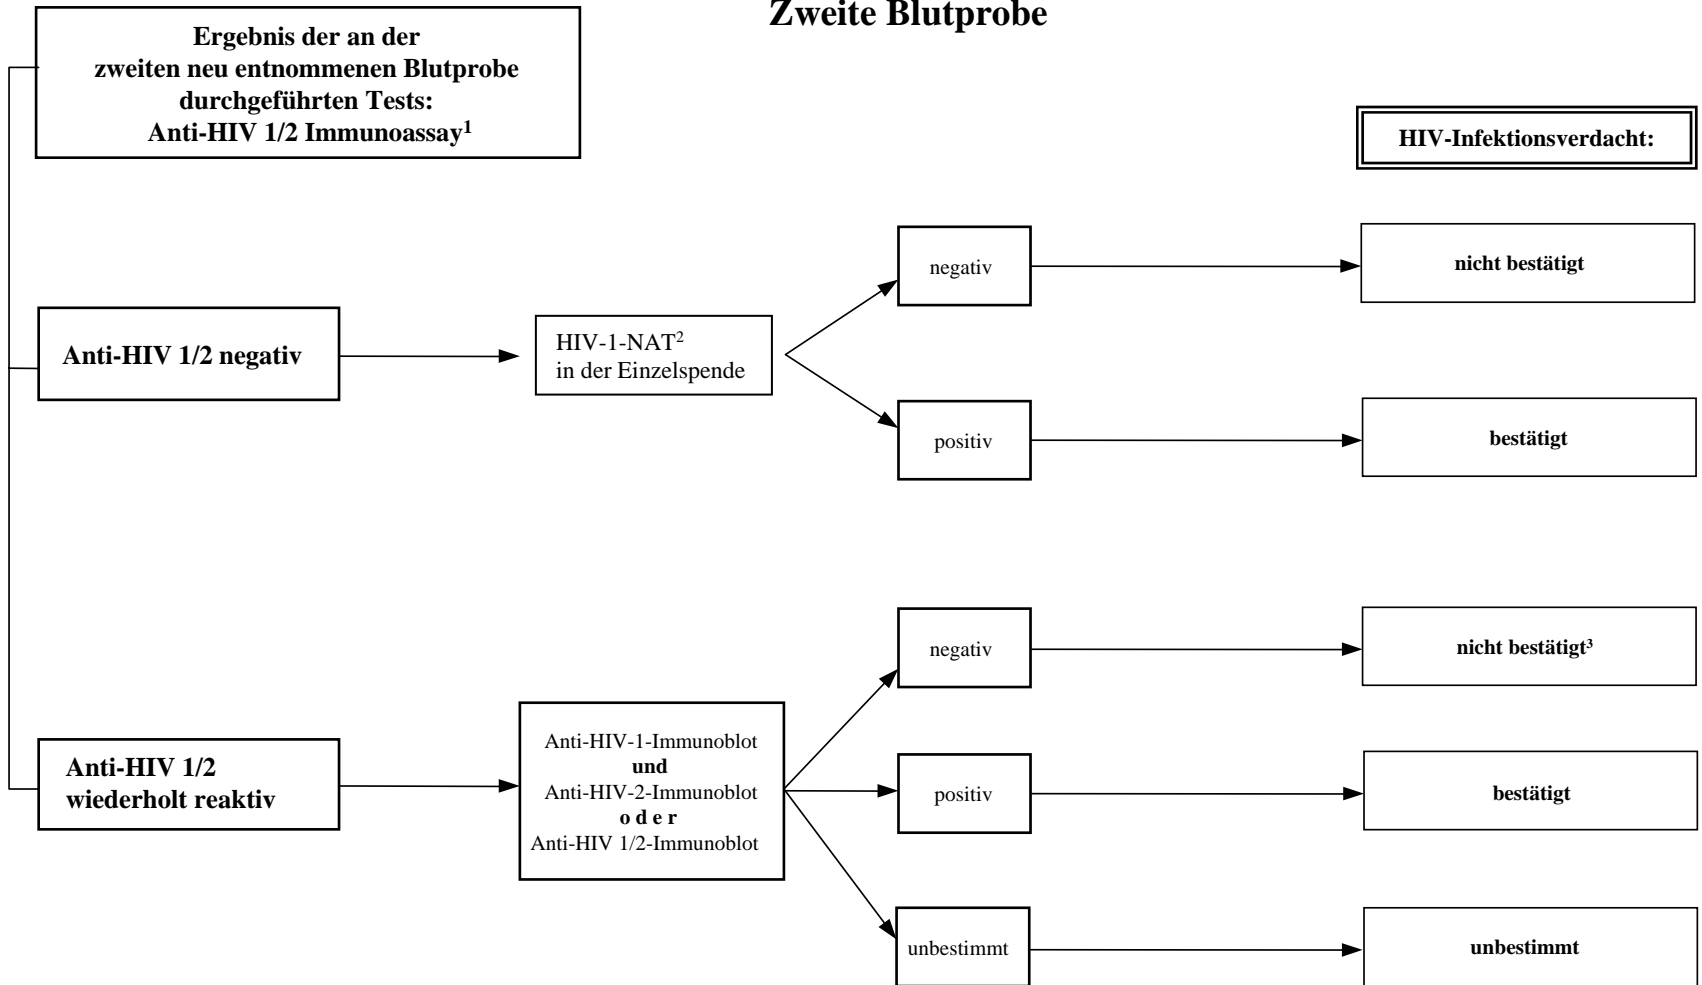 Zweite Blutprobe
Ergebnis der an der
zweiten neu entnommenen Blutprobe
durchgeführten Tests:
Anti-HIV 1/2 Immunoassay¹
HIV-Infektionsverdacht:
negativ
nicht bestätigt
Anti-HIV 1/2 negativ
HIV-1-NAT²
in der Einzelspende
positiv
bestätigt
negativ
nicht bestätigt³
Anti-HIV 1/2
wiederholt reaktiv
Anti-HIV-1-Immunoblot
und
Anti-HIV-2-Immunoblot
o d e r
Anti-HIV 1/2-Immunoblot
positiv
bestätigt
unbestimmt
unbestimmt